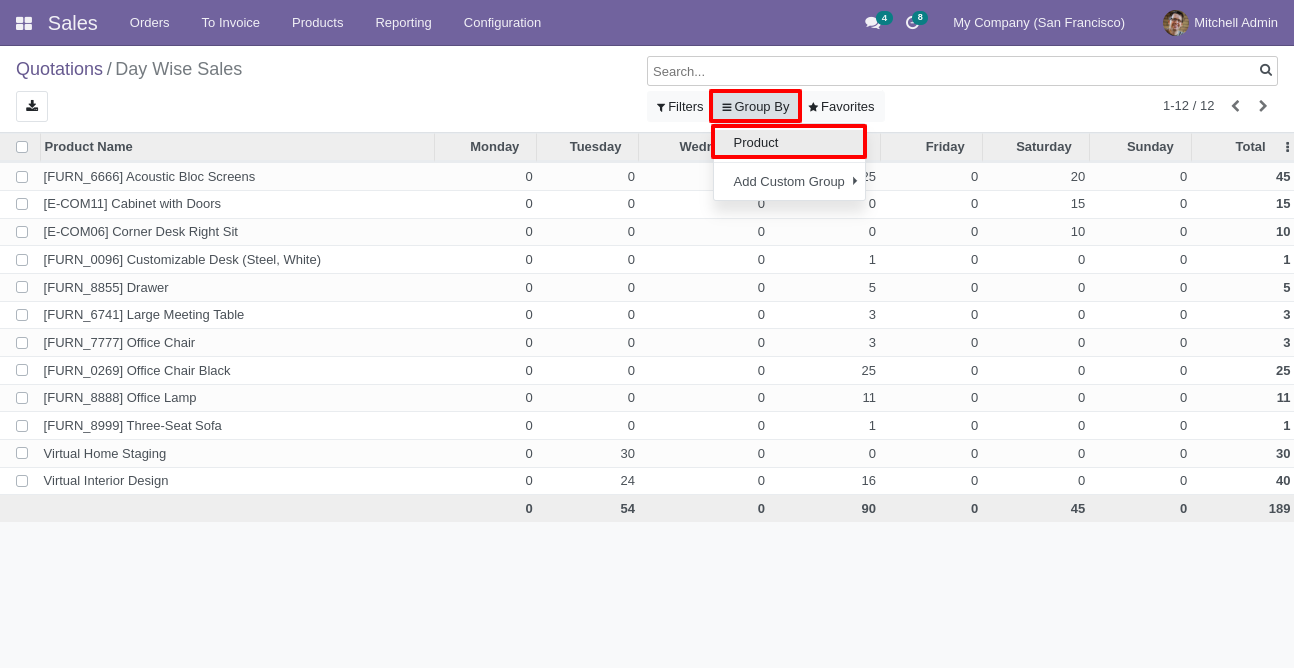 Sales Orders To Invoice Products Reporting Configuration 4 8 My Company (San Francisco) Mitchell Admin
Quotations / Day Wise Sales
Search...
Filters Group By Favorites 1-12 / 12
Product
Add Custom Group
Product Name Monday Tuesday Wedn Friday Saturday Sunday Total
[FURN_6666] Acoustic Bloc Screens 0 0 25 0 20 0 45
[E-COM11] Cabinet with Doors 0 0 0 0 0 15 0 15
[E-COM06] Corner Desk Right Sit 0 0 0 0 0 10 0 10
[FURN_0096] Customizable Desk (Steel, White) 0 0 0 1 0 0 0 1
[FURN_8855] Drawer 0 0 0 5 0 0 0 5
[FURN_6741] Large Meeting Table 0 0 0 3 0 0 0 3
[FURN_7777] Office Chair 0 0 0 3 0 0 0 3
[FURN_0269] Office Chair Black 0 0 0 25 0 0 0 25
[FURN_8888] Office Lamp 0 0 0 11 0 0 0 11
[FURN_8999] Three-Seat Sofa 0 0 0 1 0 0 0 1
Virtual Home Staging 0 30 0 0 0 0 0 30
Virtual Interior Design 0 24 0 16 0 0 0 40
0 54 0 90 0 45 0 189